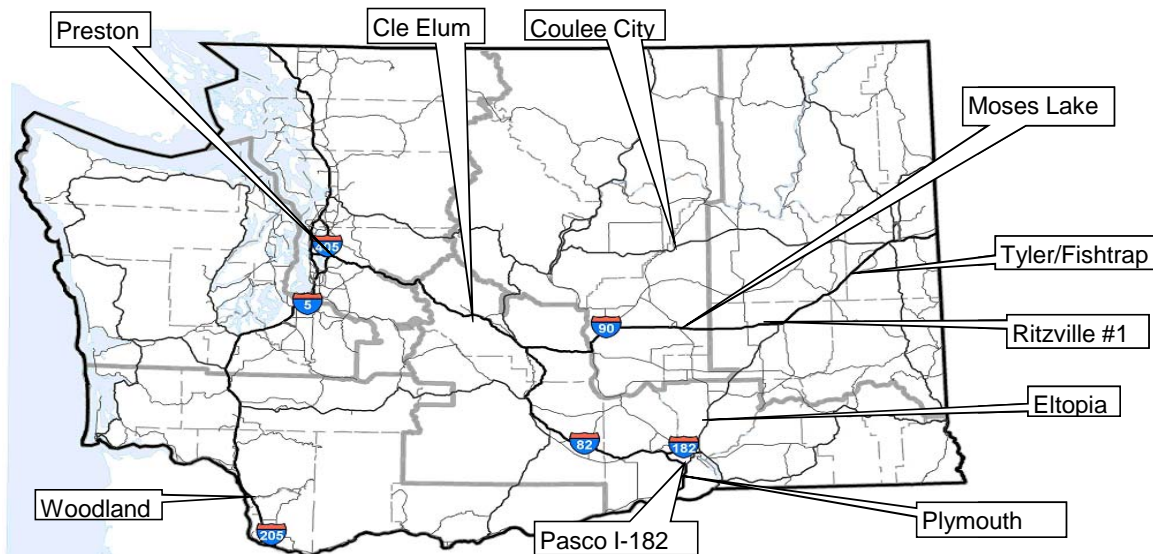 Preston
Cle Elum
Coulee City
Moses Lake
405
Tyler/Fishtrap
5
90
Ritzville #1
Eltopia
82
182
Woodland
205
Pasco I-182
Plymouth